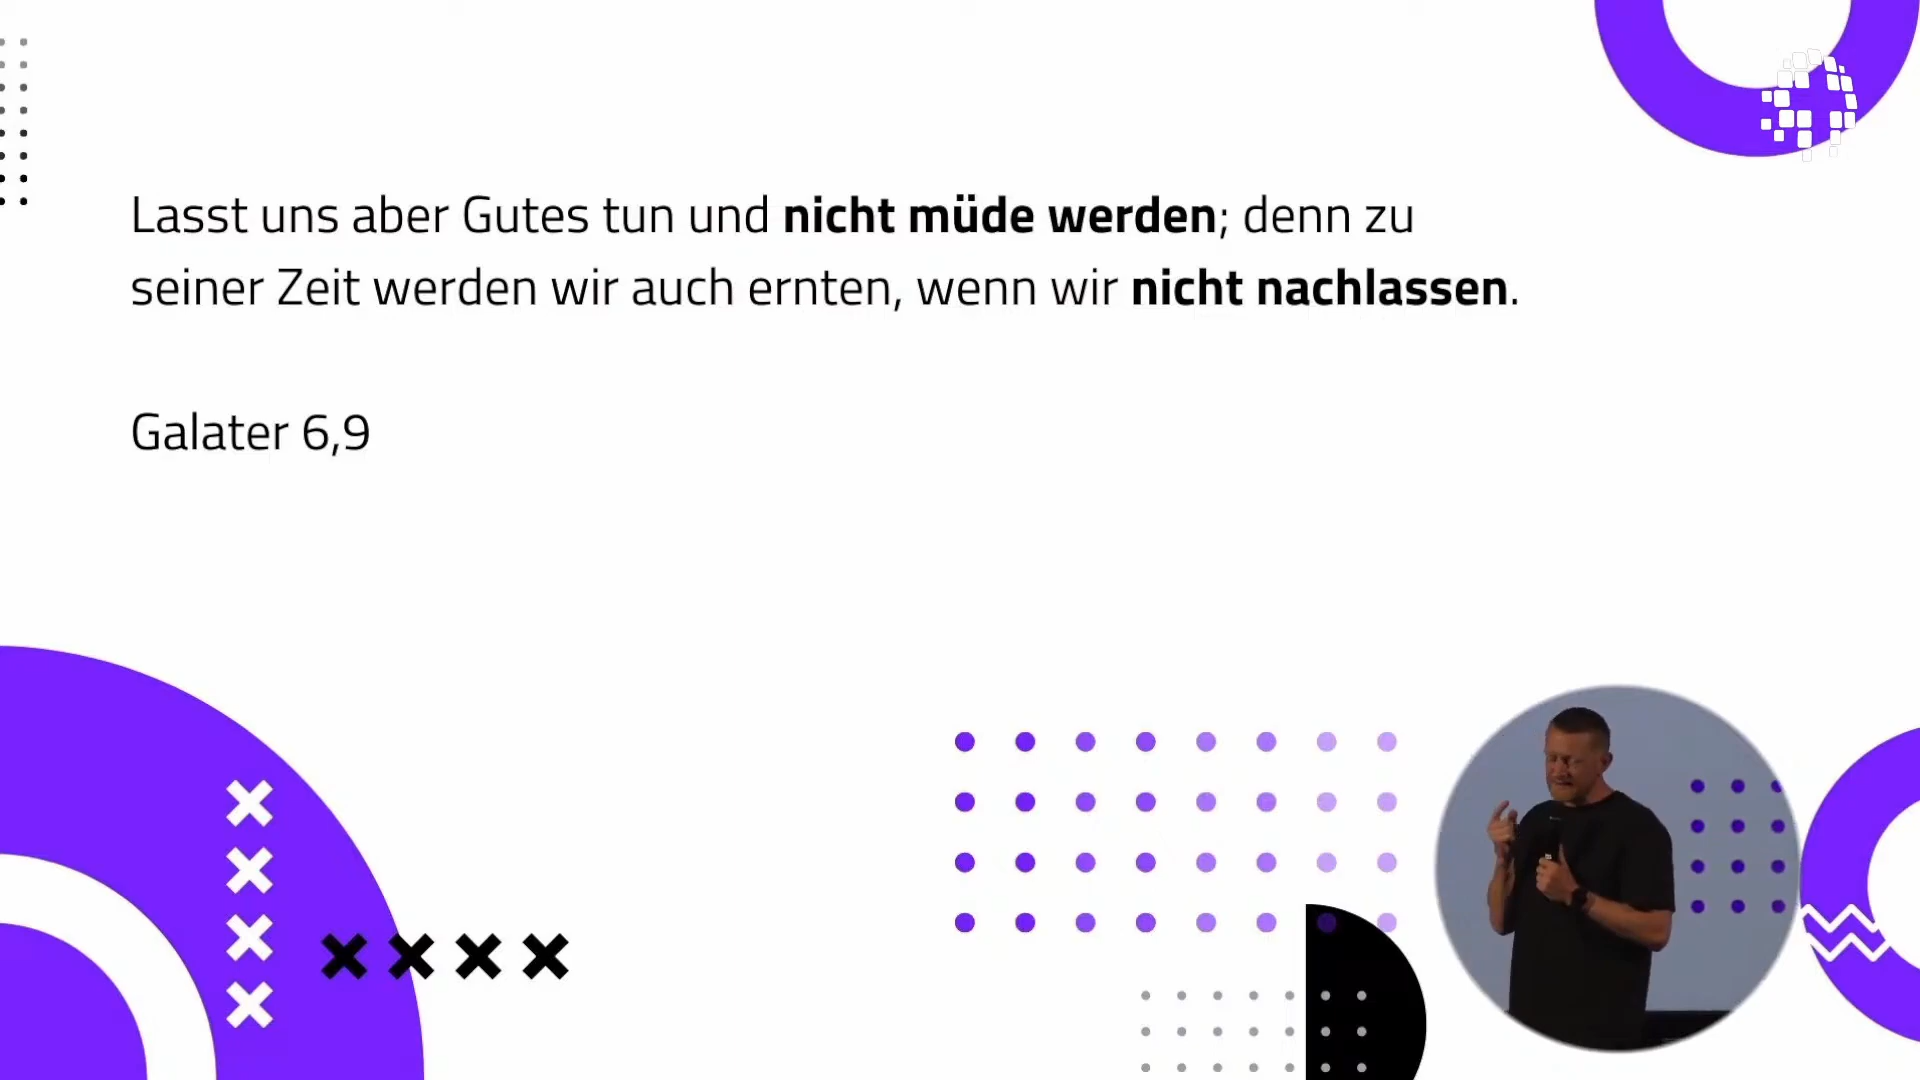 Lasst uns aber Gutes tun und nicht müde werden; denn zu
seiner Zeit werden wir auch ernten, wenn wir nicht nachlassen.
Galater 6,9